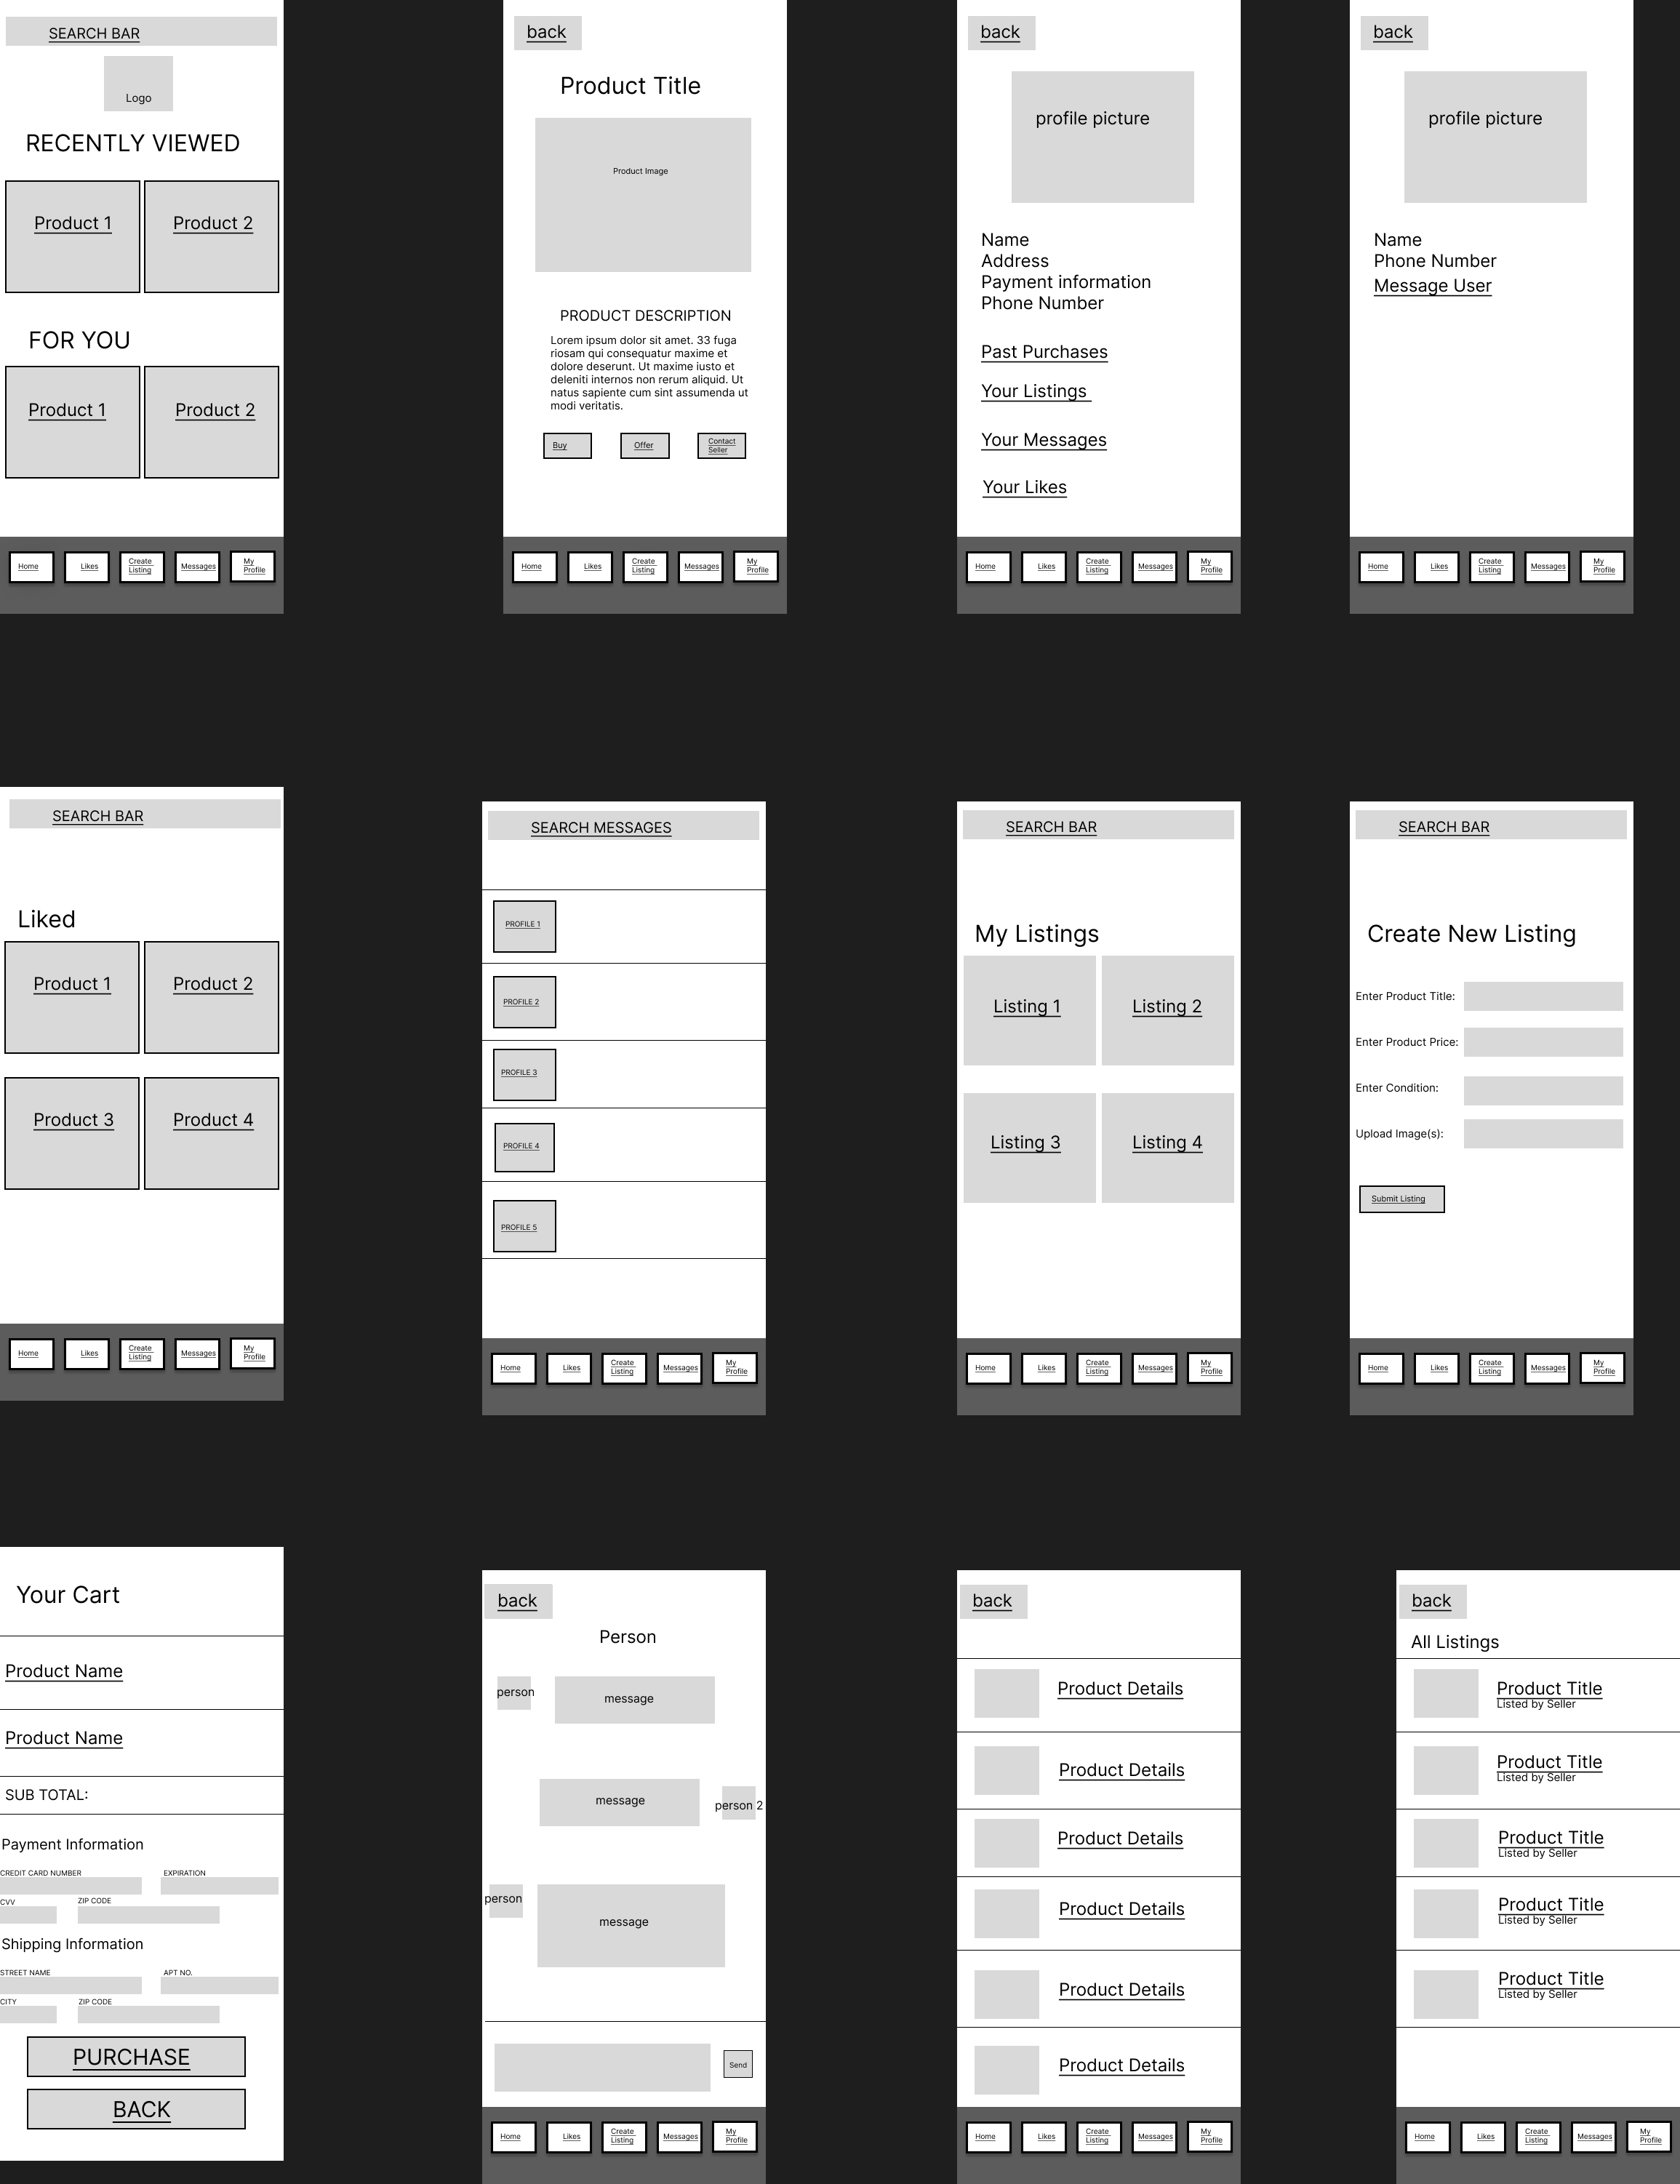 SEARCH BAR
Logo
RECENTLY VIEWED
Product 1
Product 2
FOR YOU
Product 1
Product 2
Home
Likes
Create
Listing
Messages
My
Profile
back
Product Title
Product Image
PRODUCT DESCRIPTION
Lorem ipsum dolor sit amet. 33 fuga
riosam qui consequatur maxime et
dolore deserunt. Ut maxime iusto et
deleniti internos non rerum aliquid. Ut
natus sapiente cum sint assumenda ut
modi veritatis.
Buy
Offer
Contact
Seller
Home
Likes
Create
Listing
Messages
My
Profile
back
profile picture
Name
Address
Payment information
Phone Number
Past Purchases
Your Listings
Your Messages
Your Likes
Home
Likes
Create
Listing
Messages
My
Profile
back
profile picture
Name
Phone Number
Message User
Home
Likes
Create
Listing
Messages
My
Profile
SEARCH BAR
Liked
Product 1
Product 2
Product 3
Product 4
Home
Likes
Create
Listing
Messages
My
Profile
SEARCH MESSAGES
PROFILE 1
PROFILE 2
PROFILE 3
PROFILE 4
PROFILE 5
Home
Likes
Create
Listing
Messages
My
Profile
SEARCH BAR
My Listings
Listing 1
Listing 2
Listing 3
Listing 4
Home
Likes
Create
Listing
Messages
My
Profile
SEARCH BAR
Create New Listing
Enter Product Title:
Enter Product Price:
Enter Condition:
Upload Image(s):
Submit Listing
Home
Likes
Create
Listing
Messages
My
Profile
Your Cart
Product Name
Product Name
SUB TOTAL:
Payment Information
CREDIT CARD NUMBER
EXPIRATION
CVV
ZIP CODE
Shipping Information
STREET NAME
APT NO.
CITY
ZIP CODE
PURCHASE
BACK
back
Person
person
message
message
person 2
person
message
Send
Home
Likes
Create
Listing
Messages
My
Profile
back
Product Details
Product Details
Product Details
Product Details
Product Details
Product Details
Home
Likes
Create
Listing
Messages
My
Profile
back
All Listings
Product Title
Listed by Seller
Product Title
Listed by Seller
Product Title
Listed by Seller
Product Title
Listed by Seller
Product Title
Listed by Seller
Home
Likes
Create
Listing
Messages
My
Profile